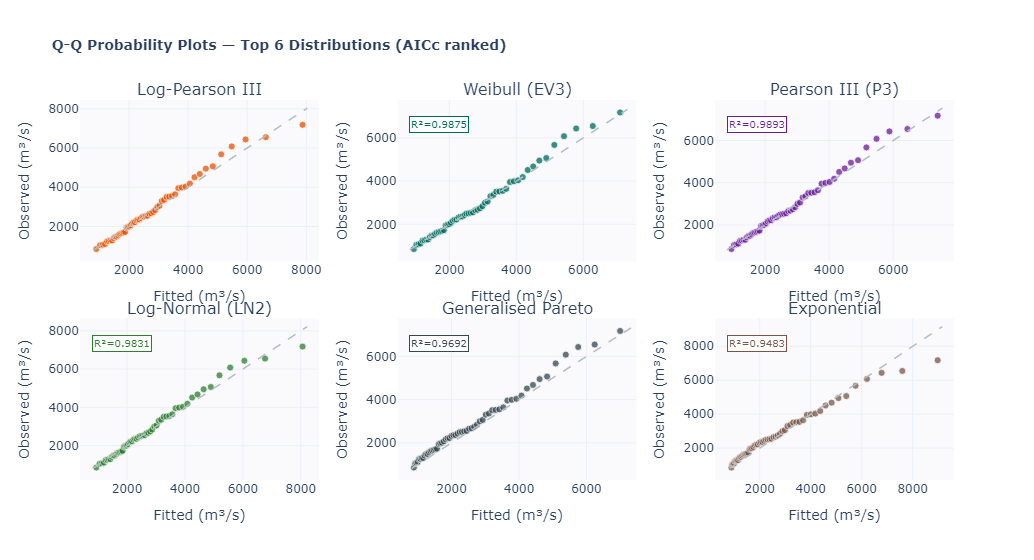 Q-Q Probability Plots — Top 6 Distributions (AICc ranked)
Log-Pearson III
Weibull (EV3)
Pearson III (P3)
Observed (m³/s)
8000
6000
4000
2000
2000
4000
6000
8000
Fitted (m³/s)
Observed (m³/s)
R²=0.9875
6000
4000
2000
2000
4000
6000
Fitted (m³/s)
Observed (m³/s)
R²=0.9893
6000
4000
2000
2000
4000
6000
Fitted (m³/s)
Log-Normal (LN2)
Generalised Pareto
Exponential
Observed (m³/s)
R²=0.9831
8000
6000
4000
2000
2000
4000
6000
8000
Fitted (m³/s)
Observed (m³/s)
R²=0.9692
6000
4000
2000
2000
4000
6000
Fitted (m³/s)
Observed (m³/s)
R²=0.9483
8000
6000
4000
2000
2000
4000
6000
8000
Fitted (m³/s)